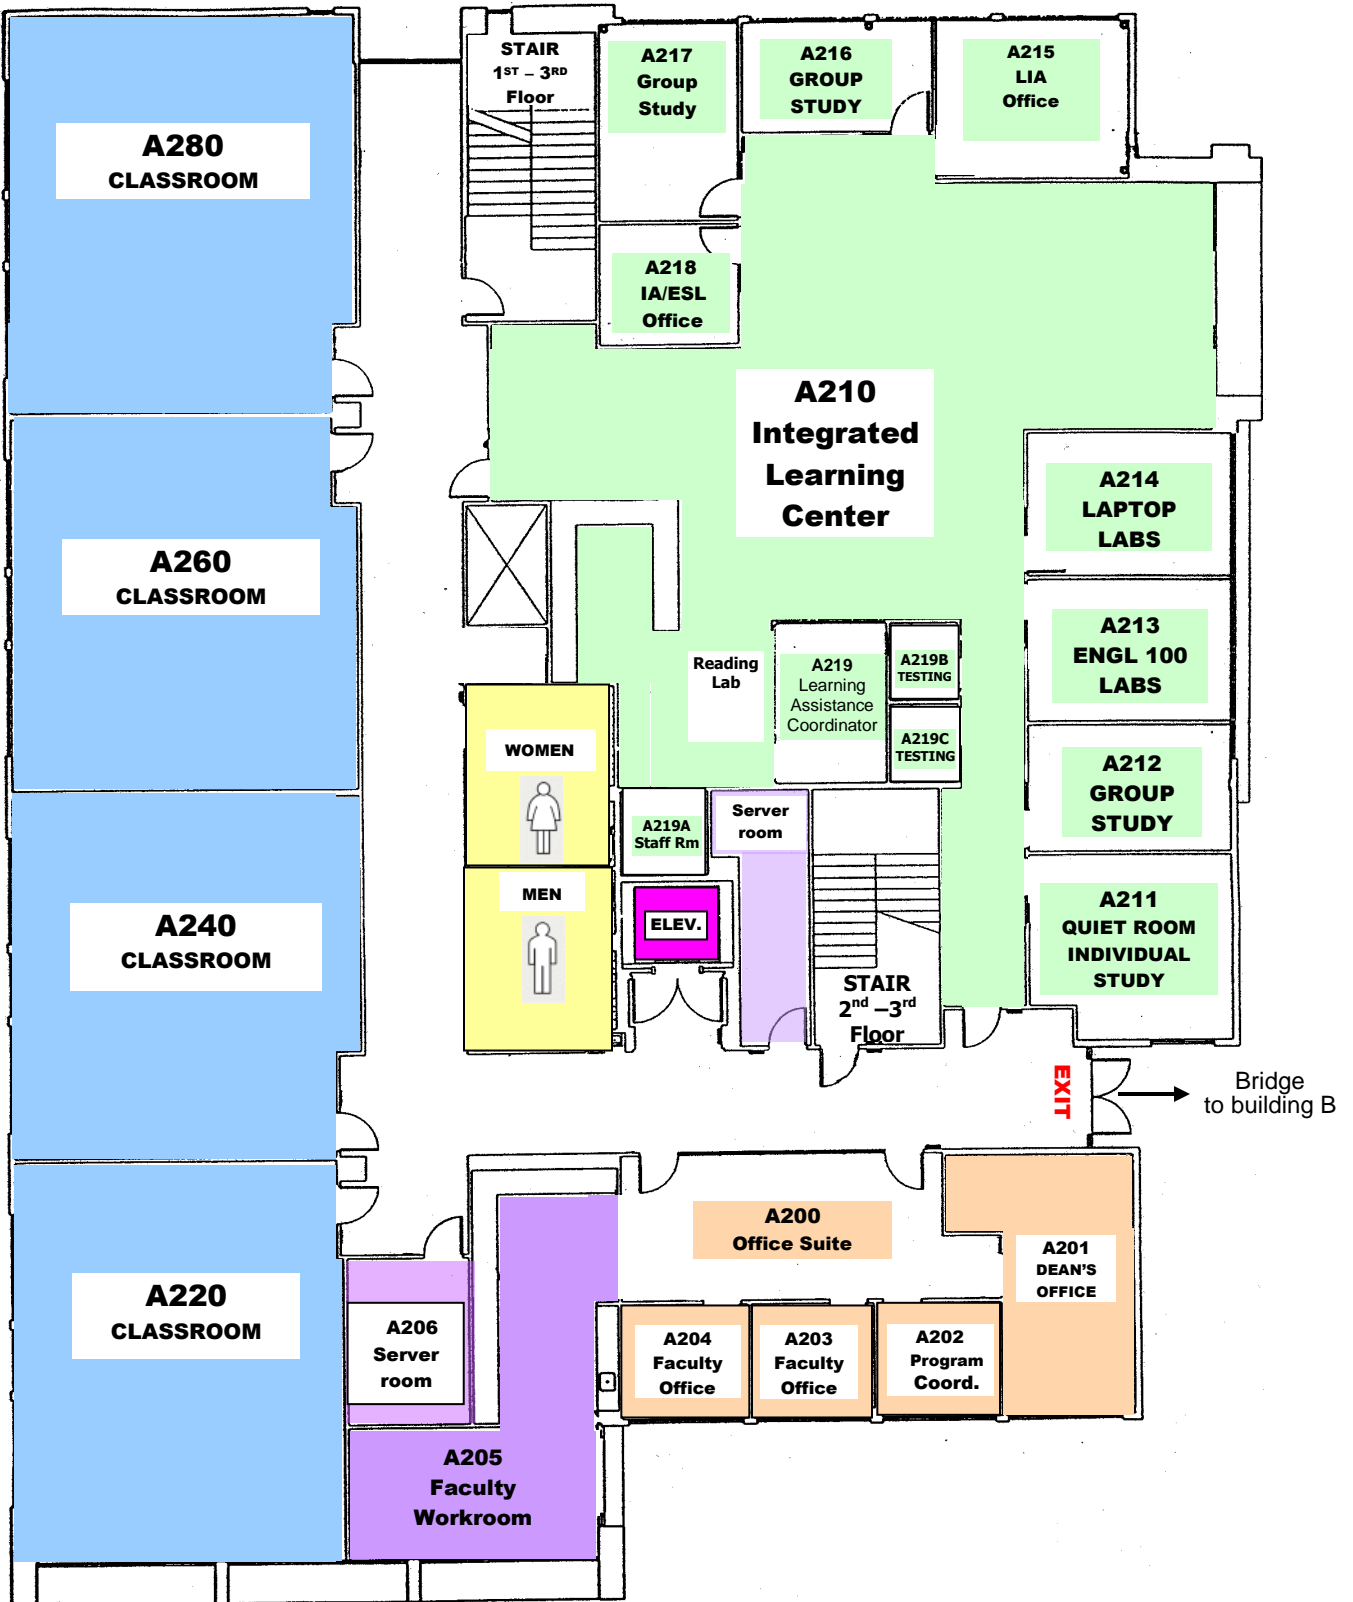 STAIR
1ST – 3RD
Floor
A217
Group
Study
A216
GROUP
STUDY
A215
LIA
Office
A280
CLASSROOM
A218
IA/ESL
Office
A210
Integrated
Learning
Center
A214
LAPTOP
LABS
A260
CLASSROOM
A213
ENGL 100
LABS
Reading
Lab
A219
Learning
Assistance
Coordinator
A219B
TESTING
A219C
TESTING
WOMEN
A212
GROUP
STUDY
A219A
Staff Rm
Server
room
MEN
ELEV.
A211
QUIET ROOM
INDIVIDUAL
STUDY
A240
CLASSROOM
STAIR
2nd –3rd
Floor
EXIT
Bridge
to building B
A200
Office Suite
A201
DEAN'S
OFFICE
A220
CLASSROOM
A206
Server
room
A204
Faculty
Office
A203
Faculty
Office
A202
Program
Coord.
A205
Faculty
Workroom